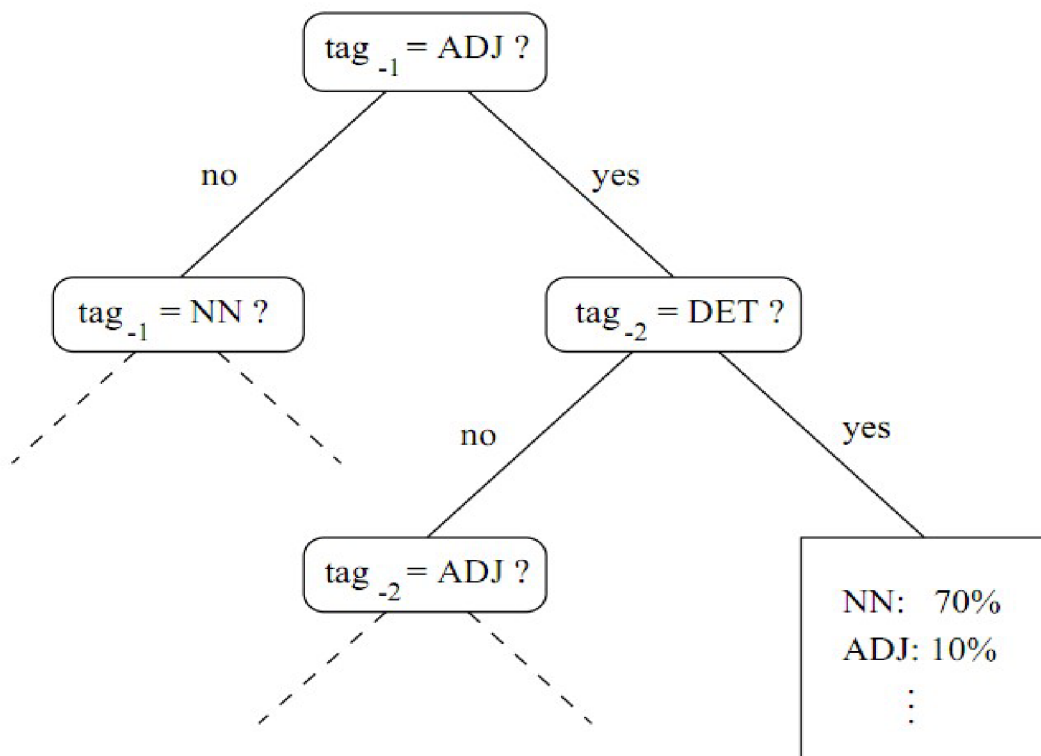 tag₋₁ = ADJ ?
no
yes
tag₋₁ = NN ?
tag₋₂ = DET ?
no
yes
tag₋₂ = ADJ ?
NN: 70%
ADJ: 10%
⋮